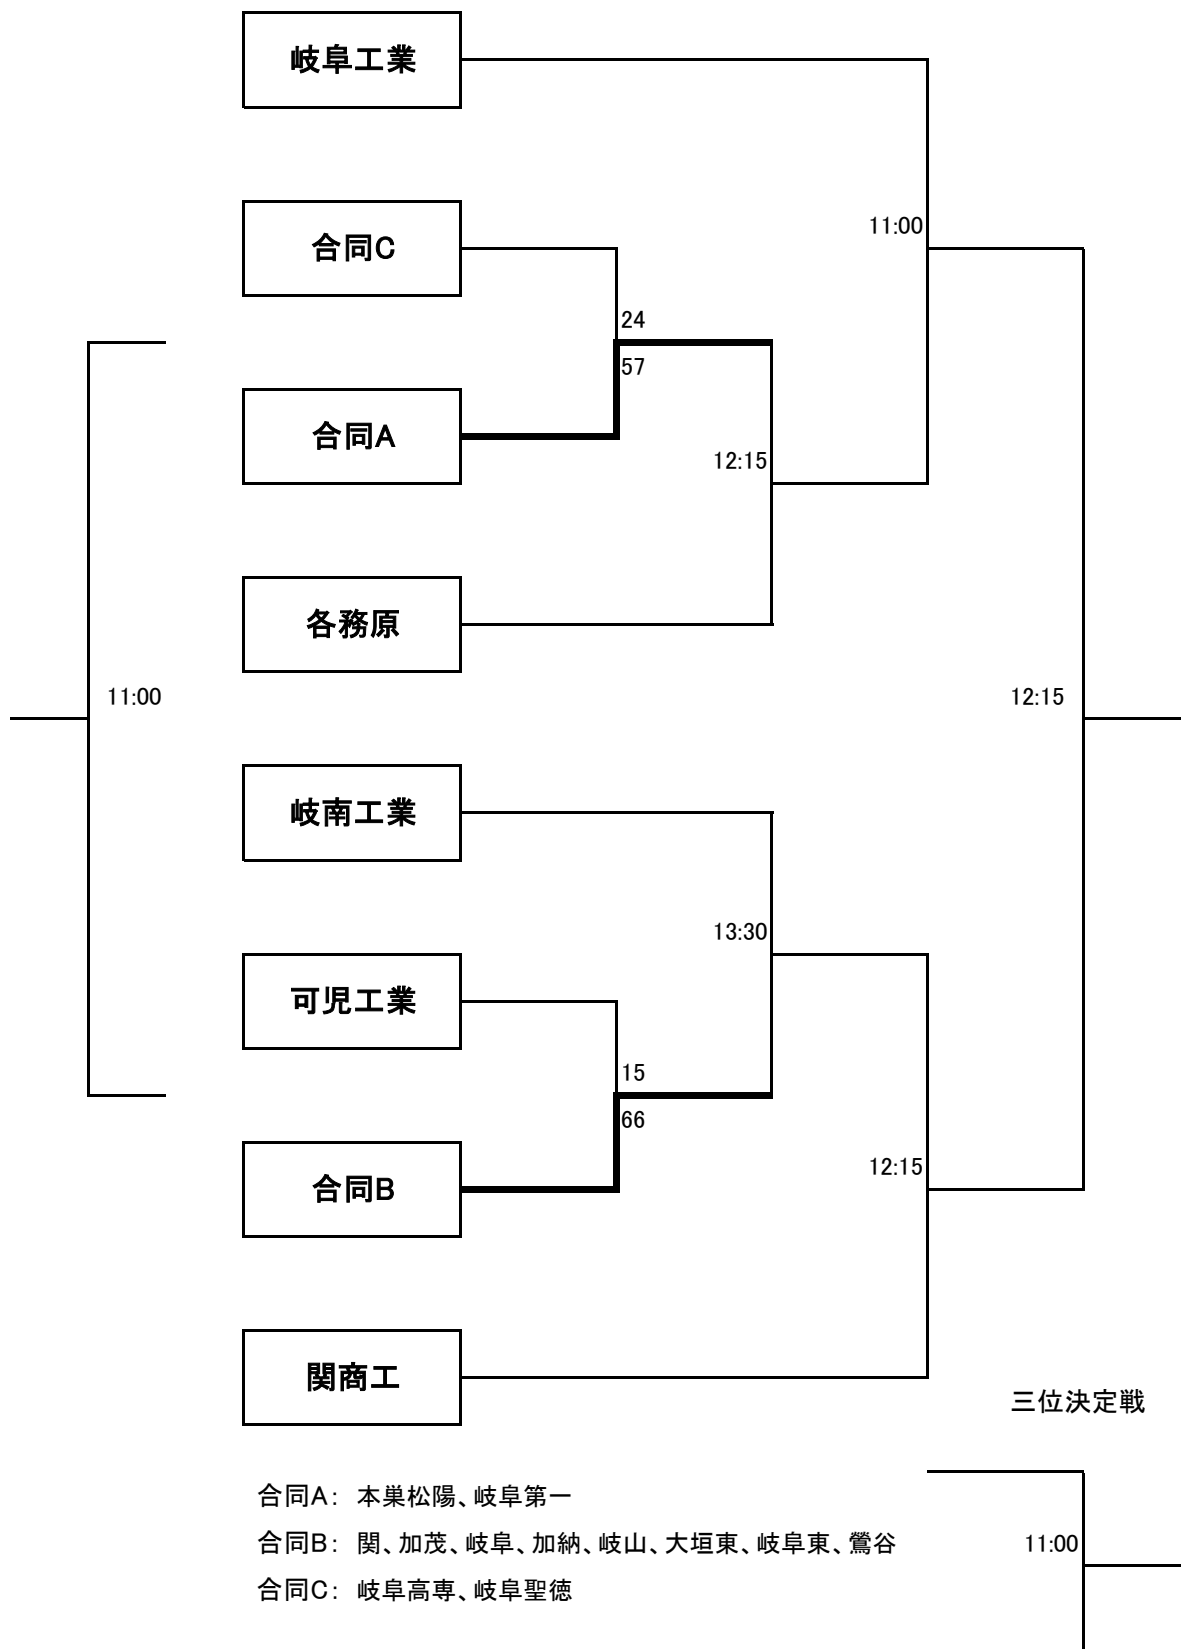 岐阜工業
11:00
合同C
24
57
合同A
12:15
各務原
11:00
12:15
岐南工業
13:30
可児工業
15
66
合同B
12:15
関商工
三位決定戦
合同A： 本巣松陽、岐阜第一
合同B： 関、加茂、岐阜、加納、岐山、大垣東、岐阜東、鶯谷
11:00
合同C： 岐阜高専、岐阜聖徳